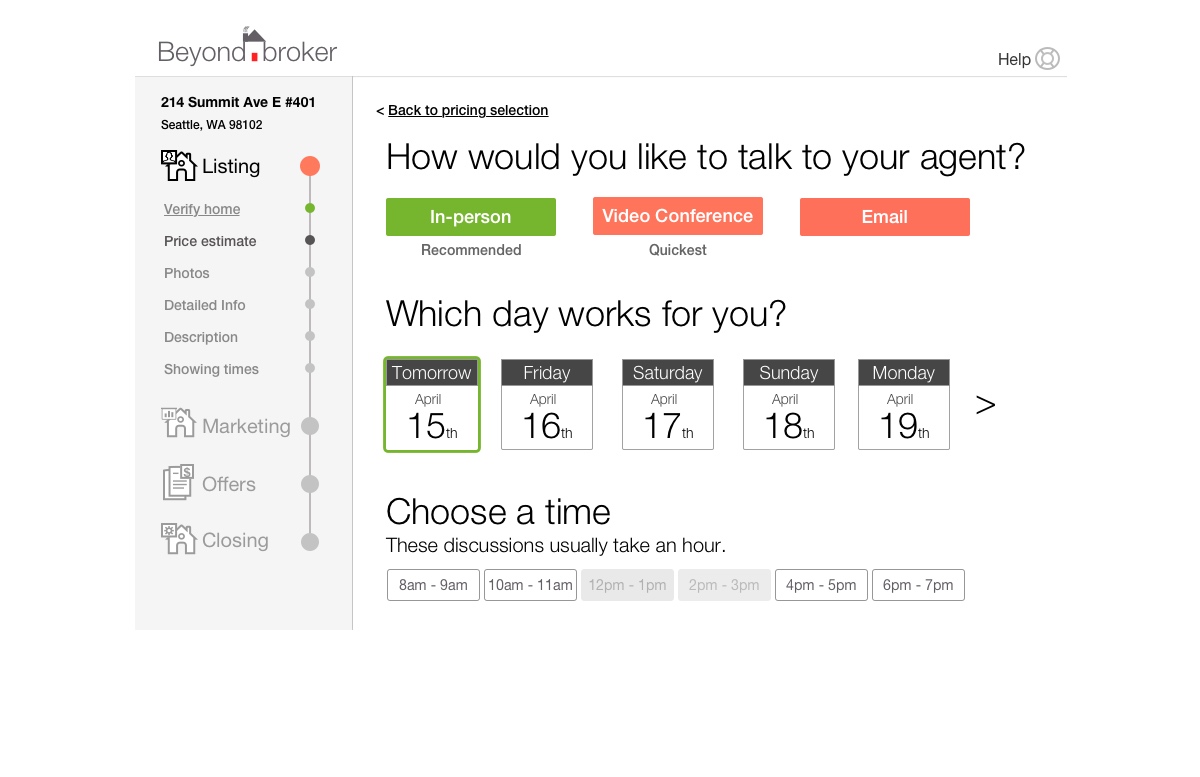 Beyond broker
Help
214 Summit Ave E #401
Seattle, WA 98102
Listing
Verify home
Price estimate
Photos
Detailed Info
Description
Showing times
Marketing
$
Offers
Closing
< Back to pricing selection
How would you like to talk to your agent?
In-person Video Conference Email
Recommended Quickest
Which day works for you?
Tomorrow Friday Saturday Sunday Monday
April April April April April
15th 16th 17th 18th 19th >
Choose a time
These discussions usually take an hour.
8am - 9am 10am - 11am 12pm - 1pm 2pm - 3pm 4pm - 5pm 6pm - 7pm